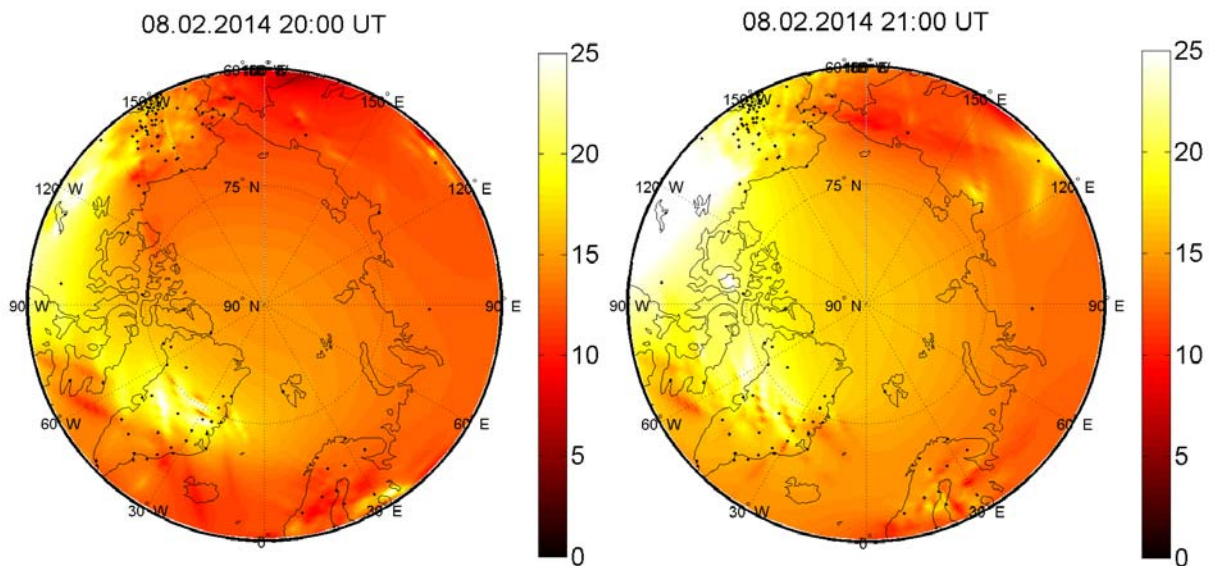 08.02.2014 20:00 UT
25
150° W
150° E
20
120° W
75° N
120° E
15
90° W
90° N
90° E
10
60° W
60° E
5
30° W
30° E
0°
0
08.02.2014 21:00 UT
25
150° W
150° E
20
120° W
75° N
120° E
15
90° W
90° N
90° E
10
60° W
60° E
5
30° W
30° E
0°
0